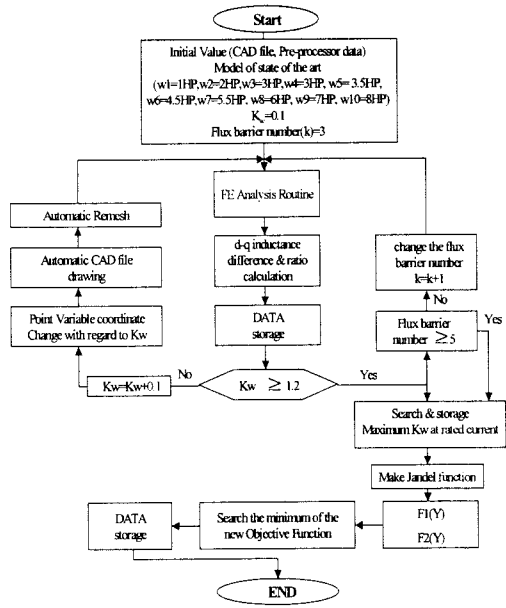 Start
Initial Value (CAD file, Pre-processor data)
Model of state of the art
(w1=1HP,w2=2HP,w3=3HP,w4=3HP, w5= 3.5HP,
w6=4.5HP,w7=5.5HP, w8=6HP, w9=7HP, w10=8HP)
Kw=0.1
Flux barrier number(k)=3
FE Analysis Routine
d-q inductance
difference & ratio
calculation
DATA
storage
Kw ≥ 1.2
No
Kw=Kw+0.1
Point Variable coordinate
Change with regard to Kw
Automatic CAD file
drawing
Automatic Remesh
Yes
Flux barrier
number ≥ 5
No
change the flux
barrier number
k=k+1
Yes
Search & storage
Maximum Kw at rated current
Make Jandel function
F1(Y)
F2(Y)
Search the minimum of the
new Objective Function
DATA
storage
END